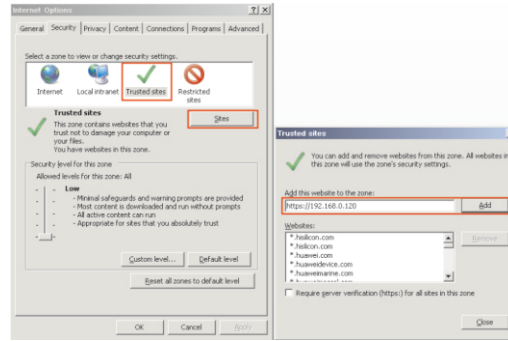 Internet Options
General Security Privacy Content Connections Programs Advanced
Select a zone to view or change security settings.
Internet Local intranet Trusted sites Restricted sites
Trusted sites
This zone contains websites that you
trust not to damage your computer or
your files.
You have websites in this zone.
Sites
Security level for this zone
Allowed levels for this zone: All
Low
- Minimal safeguards and warning prompts are provided
- Most content is downloaded and run without prompts
- All active content can run
- Appropriate for sites that you absolutely trust
Custom level... Default level
Reset all zones to default level
OK Cancel Apply
Trusted sites
You can add and remove websites from this zone. All websites in
this zone will use the zone's security settings.
Add this website to the zone:
https://192.168.0.120 Add
Websites:
*.hisilicon.com Remove
*.hisilicon.com
*.huawei.com
*.huaweidevice.com
*.huaweimarine.com
Require server verification (https:) for all sites in this zone
Close